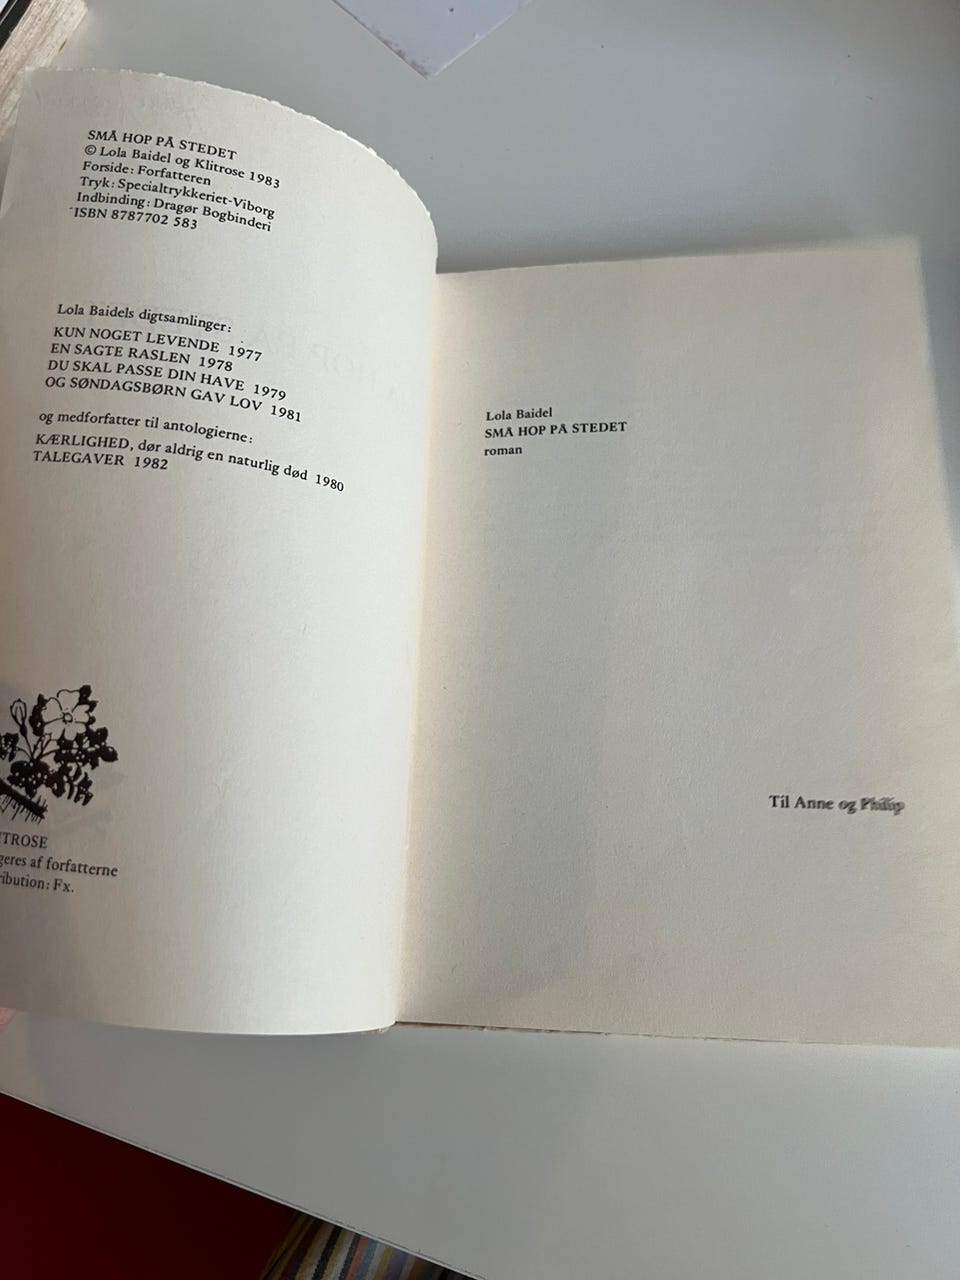 SMÅ HOP PÅ STEDET
© Lola Baidel og Klitrose 1983
Forside: Forfatteren
Tryk: Specialtrykkeriet-Viborg
Indbinding: Dragør Bogbinderi
ISBN 8787702 583
Lola Baidels digtsamlinger:
KUN NOGET LEVENDE 1977
EN SAGTE RASLEN 1978
DU SKAL PASSE DIN HAVE 1979
OG SØNDAGSBØRN GAV LOV 1981
og medforfatter til antologierne:
KÆRLIGHED, dør aldrig en naturlig død 1980
TALEGAVER 1982
ITROSE
geres af forfatterne
ribution: Fx.
Lola Baidel
SMÅ HOP PÅ STEDET
roman
Til Anne og